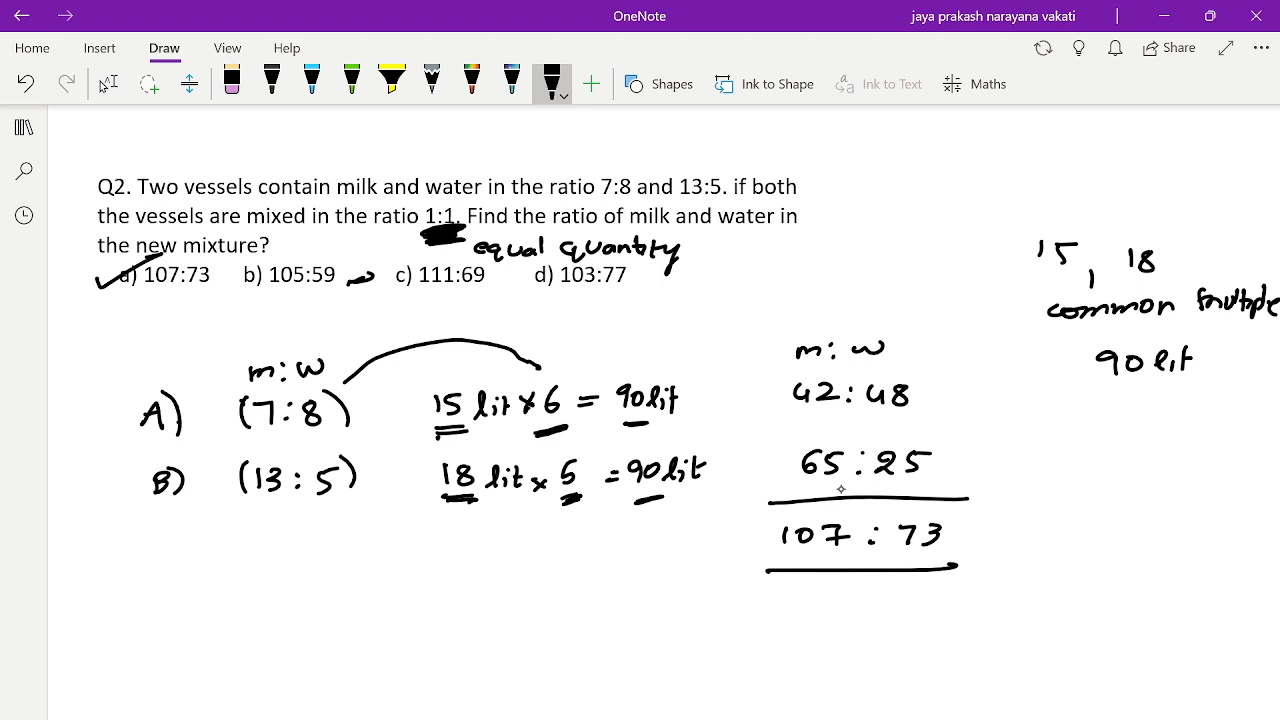 OneNote
jaya prakash narayana vakati
Home Insert Draw View Help
Share
Shapes Ink to Shape Ink to Text Maths
Q2. Two vessels contain milk and water in the ratio 7:8 and 13:5. if both
the vessels are mixed in the ratio 1:1. Find the ratio of milk and water in
the new mixture?
equal quantity
a) 107:73 b) 105:59 c) 111:69 d) 103:77
15, 18
common multiple
90 lit
m:w
A) (7:8) 15 lit × 6 = 90 lit
B) (13:5) 18 lit × 5 = 90 lit
m:w
42:48
65:25
107:73